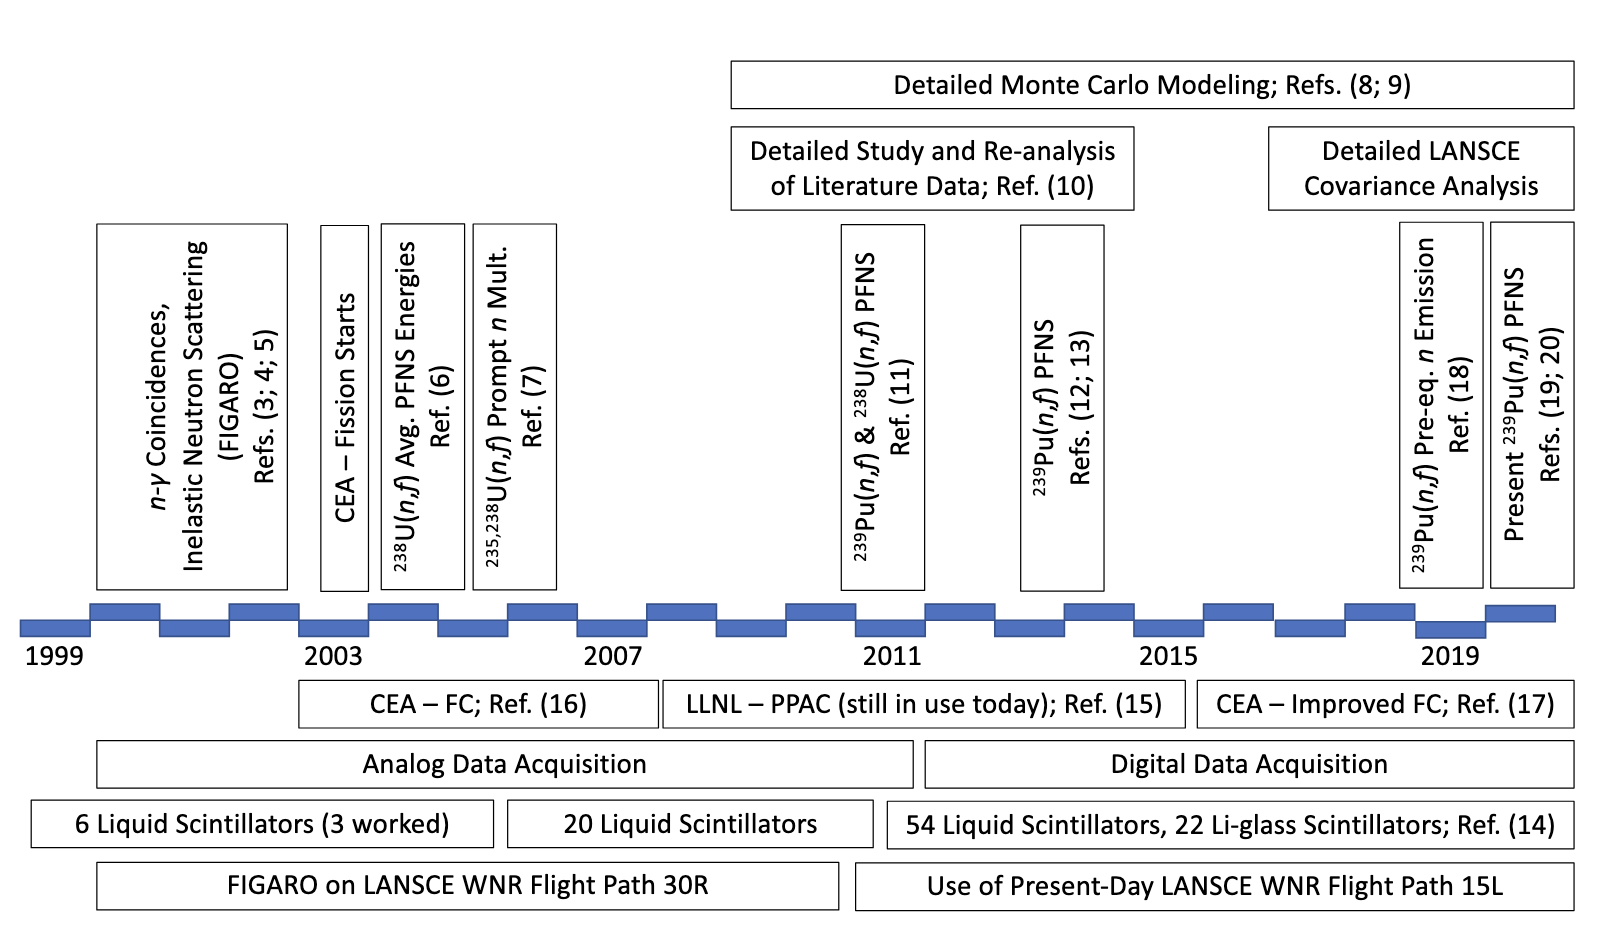 Detailed Monte Carlo Modeling; Refs. (8; 9)
Detailed Study and Re-analysis
of Literature Data; Ref. (10)
Detailed LANSCE
Covariance Analysis
n-γ Coincidences,
Inelastic Neutron Scattering
(FIGARO)
Refs. (3; 4; 5)
CEA – Fission Starts
²³⁸U(n,f) Avg. PFNS Energies
Ref. (6)
²³⁵,²³⁸U(n,f) Prompt n Mult.
Ref. (7)
²³⁹Pu(n,f) & ²³⁸U(n,f) PFNS
Ref. (11)
²³⁹Pu(n,f) PFNS
Refs. (12; 13)
²³⁹Pu(n,f) Pre-eq. n Emission
Ref. (18)
Present ²³⁹Pu(n,f) PFNS
Refs. (19; 20)
1999 2003 2007 2011 2015 2019
CEA – FC; Ref. (16)
LLNL – PPAC (still in use today); Ref. (15)
CEA – Improved FC; Ref. (17)
Analog Data Acquisition
Digital Data Acquisition
6 Liquid Scintillators (3 worked)
20 Liquid Scintillators
54 Liquid Scintillators, 22 Li-glass Scintillators; Ref. (14)
FIGARO on LANSCE WNR Flight Path 30R
Use of Present-Day LANSCE WNR Flight Path 15L